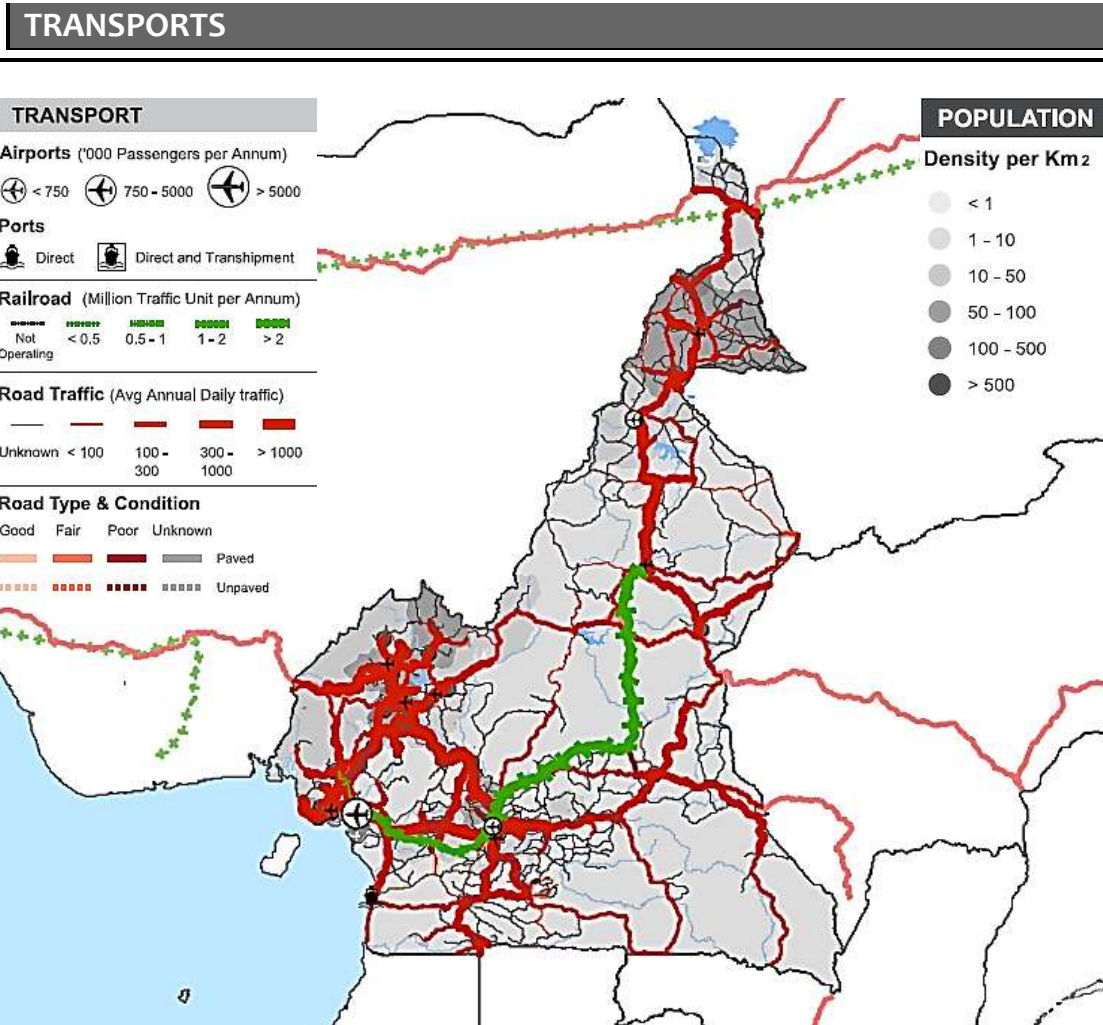 TRANSPORTS
TRANSPORT
Airports ('000 Passengers per Annum)
< 750 750 - 5000 > 5000
Ports
Direct Direct and Transhipment
Railroad (Million Traffic Unit per Annum)
Not Operating < 0.5 0.5 - 1 1 - 2 > 2
Road Traffic (Avg Annual Daily traffic)
Unknown < 100 100 - 300 300 - 1000 > 1000
Road Type & Condition
Good Fair Poor Unknown
Paved
Unpaved
POPULATION
Density per Km2
< 1
1 - 10
10 - 50
50 - 100
100 - 500
> 500